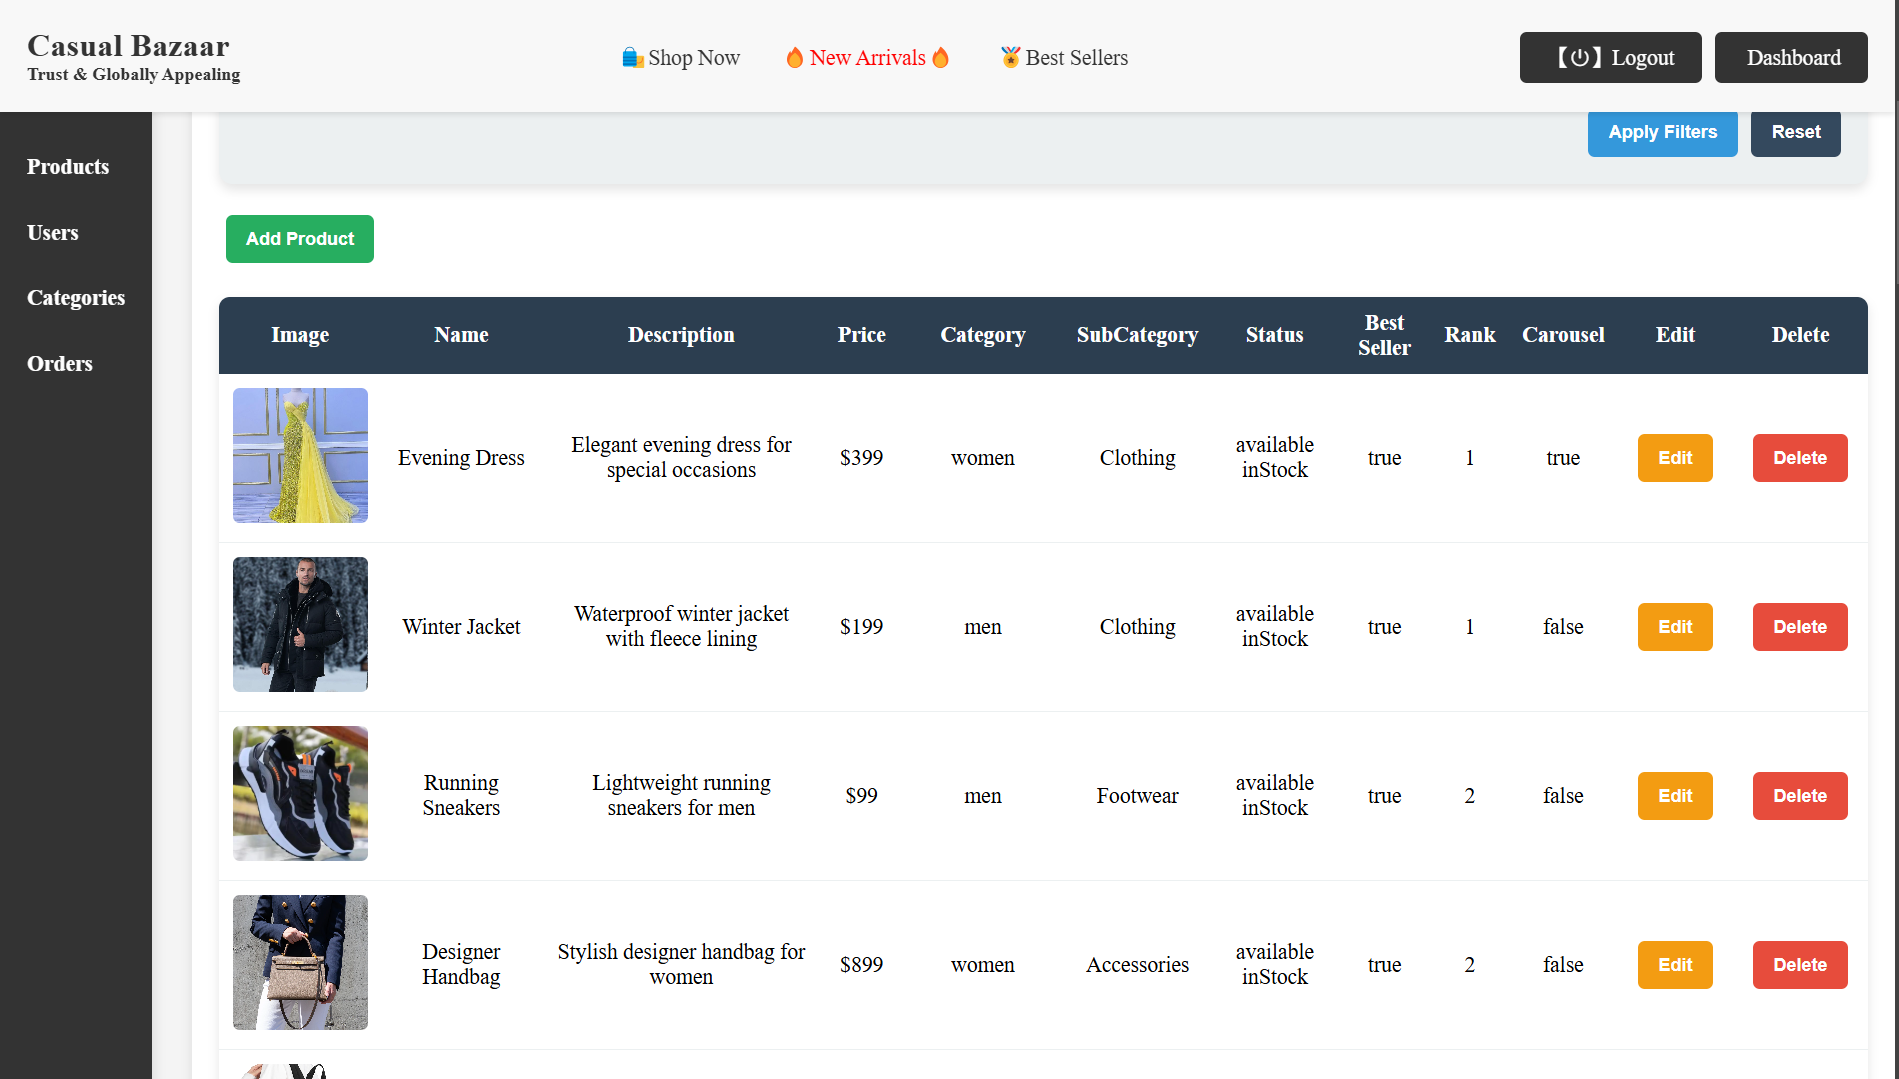 Casual Bazaar
Trust & Globally Appealing
🛍️ Shop Now
🔥 New Arrivals 🔥
🏅 Best Sellers
【⏻】Logout
Dashboard
Products
Users
Categories
Orders
Apply Filters
Reset
Add Product
Image
Name
Description
Price
Category
SubCategory
Status
Best
Seller
Rank
Carousel
Edit
Delete
Evening Dress
Elegant evening dress for
special occasions
$399
women
Clothing
available
inStock
true
1
true
Edit
Delete
Winter Jacket
Waterproof winter jacket
with fleece lining
$199
men
Clothing
available
inStock
true
1
false
Edit
Delete
Running
Sneakers
Lightweight running
sneakers for men
$99
men
Footwear
available
inStock
true
2
false
Edit
Delete
Designer
Handbag
Stylish designer handbag for
women
$899
women
Accessories
available
inStock
true
2
false
Edit
Delete